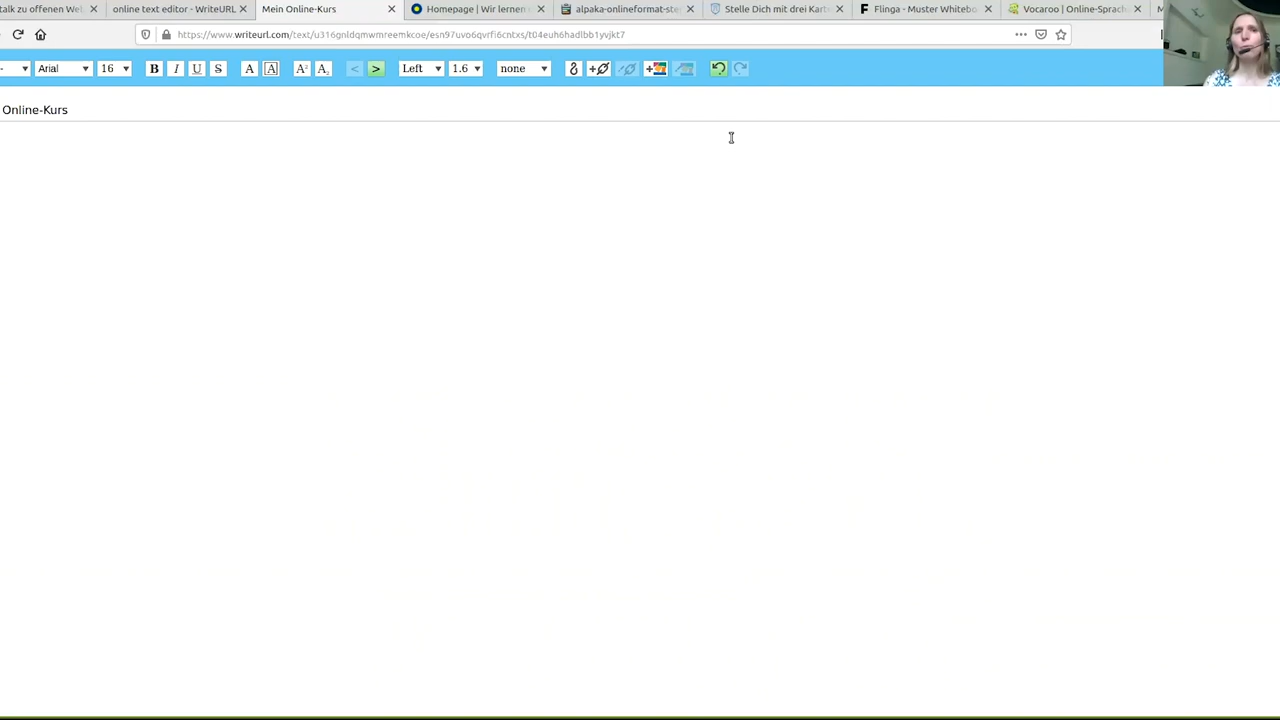 talk zu offenen We
online text editor - WriteURL
Mein Online-Kurs
Homepage | Wir lernen
alpaka-onlineformat-ste
Stelle Dich mit drei Kart
Flinga - Muster Whitebo
Vocaroo | Online-Sprach
M
https://www.writeurl.com/text/u316gnldqmwmreemkcoe/esn97uvo6qvrfi6cntxs/t04euh6hadlbb1yvjkt7
Arial 16 B I U S A A A² A₂ < > Left 1.6 none
Online-Kurs